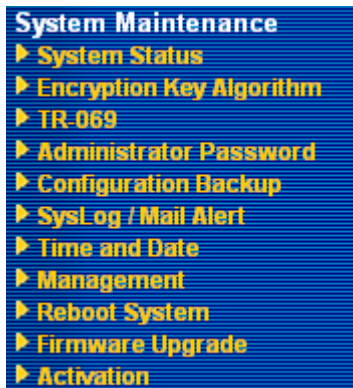 System Maintenance
System Status
Encryption Key Algorithm
TR-069
Administrator Password
Configuration Backup
SysLog / Mail Alert
Time and Date
Management
Reboot System
Firmware Upgrade
Activation